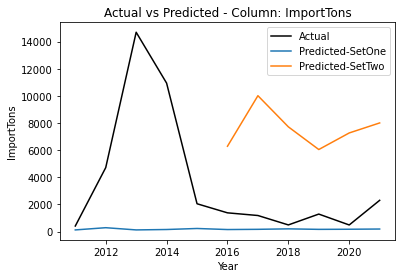 Actual vs Predicted - Column: ImportTons
Actual
Predicted-SetOne
Predicted-SetTwo
14000
12000
10000
8000
6000
4000
2000
0
ImportTons
2012
2014
2016
2018
2020
Year